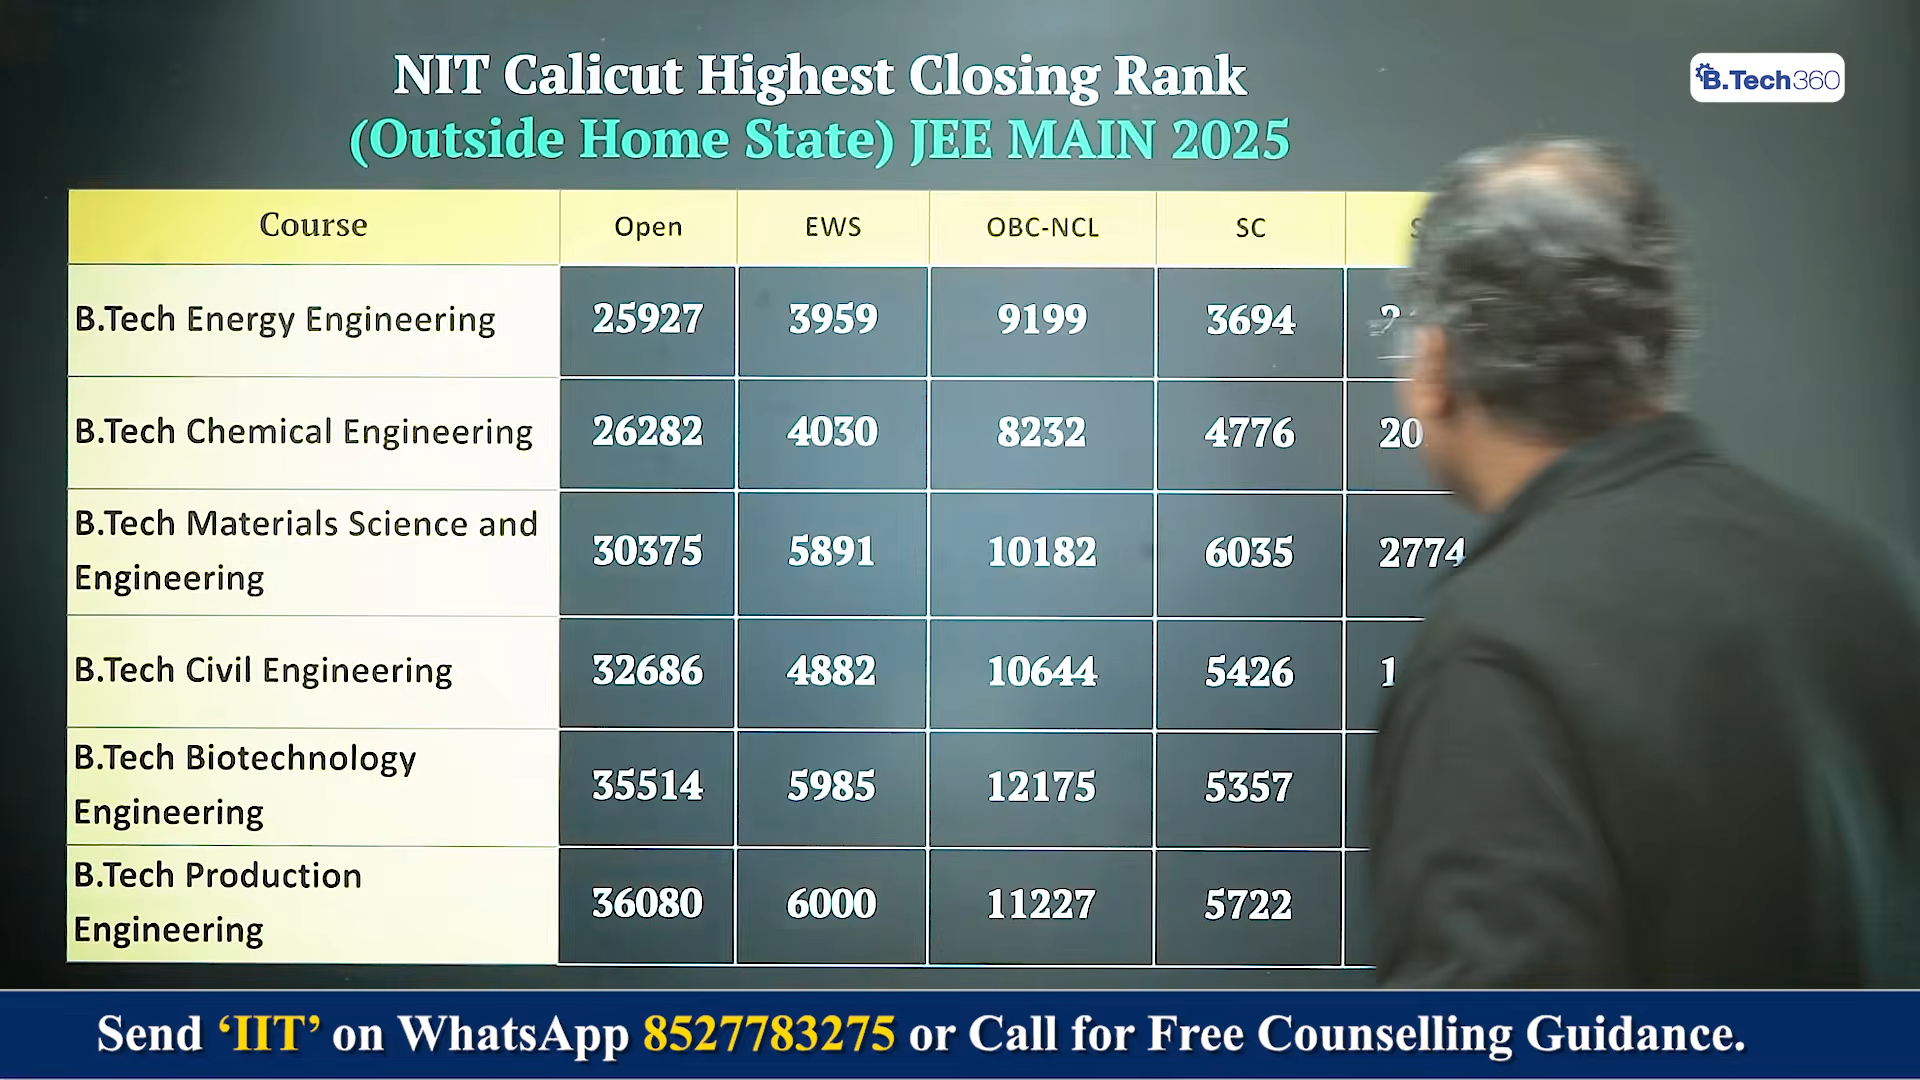 NIT Calicut Highest Closing Rank
(Outside Home State) JEE MAIN 2025
B.Tech360
Course Open EWS OBC-NCL SC
B.Tech Energy Engineering 25927 3959 9199 3694
B.Tech Chemical Engineering 26282 4030 8232 4776
B.Tech Materials Science and
Engineering 30375 5891 10182 6035 2774
B.Tech Civil Engineering 32686 4882 10644 5426
B.Tech Biotechnology
Engineering 35514 5985 12175 5357
B.Tech Production
Engineering 36080 6000 11227 5722
Send ‘IIT’ on WhatsApp 8527783275 or Call for Free Counselling Guidance.